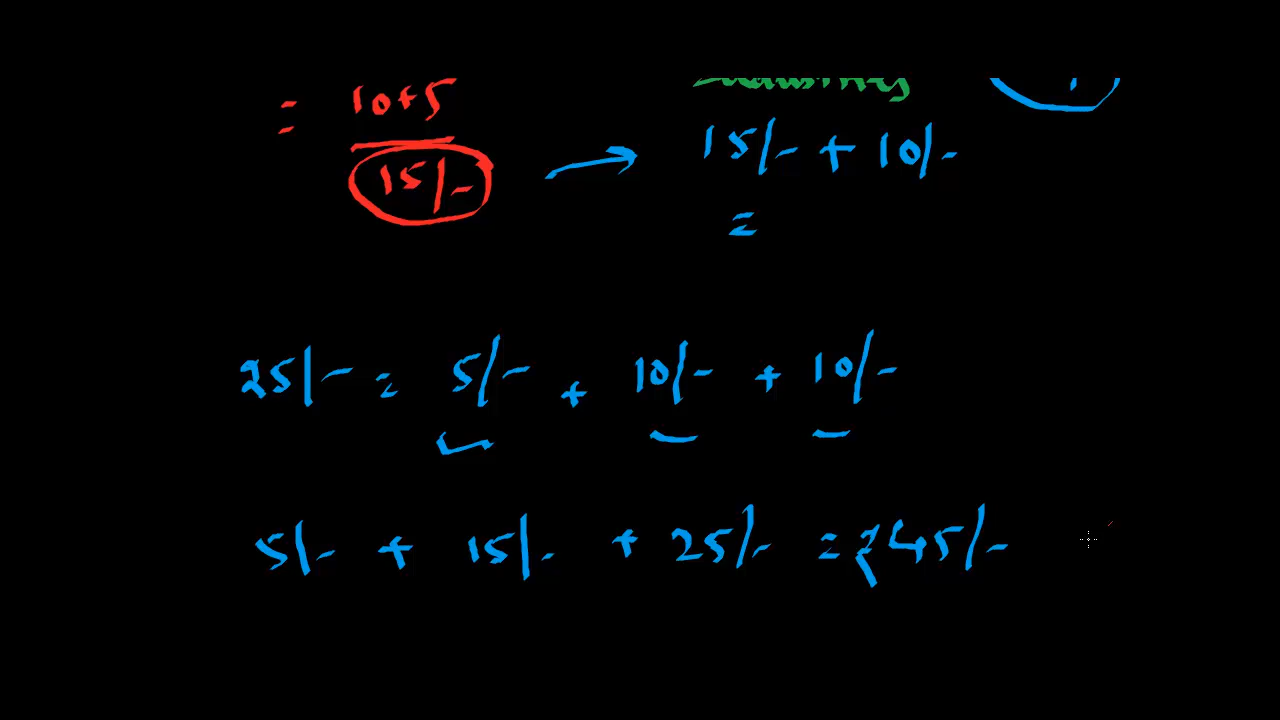 = 10+5
15/- → 15/- + 10/-
=
25/- = 5/- + 10/- + 10/-
5/- + 15/- + 25/- = ₹45/-